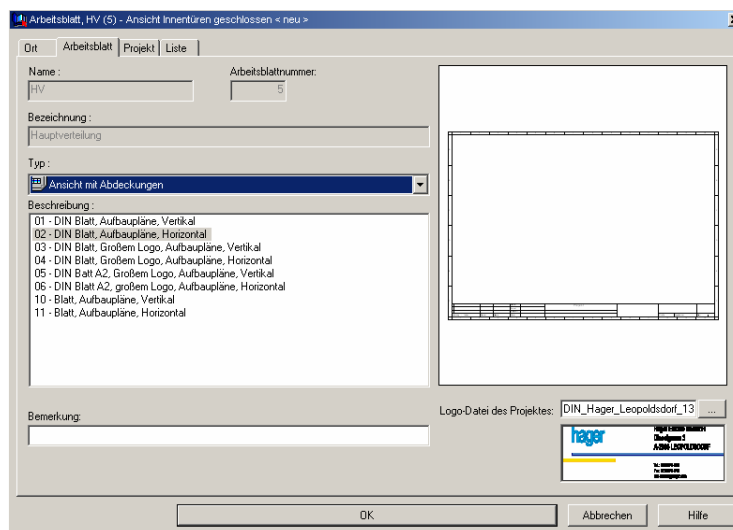 Arbeitsblatt, HV (5) - Ansicht Innentüren geschlossen < neu >
Ort Arbeitsblatt Projekt Liste
Name : Arbeitsblattnummer:
HV 5
Bezeichnung :
Hauptverteilung
Typ :
Ansicht mit Abdeckungen
Beschreibung :
01 - DIN Blatt, Aufbaupläne, Vertikal
02 - DIN Blatt, Aufbaupläne, Horizontal
03 - DIN Blatt, Großem Logo, Aufbaupläne, Vertikal
04 - DIN Blatt, Großem Logo, Aufbaupläne, Horizontal
05 - DIN Batt A2, Großem Logo, Aufbaupläne, Vertikal
06 - DIN Blatt A2, großem Logo, Aufbaupläne, Horizontal
10 - Blatt, Aufbaupläne, Vertikal
11 - Blatt, Aufbaupläne, Horizontal
Logo-Datei des Projektes: DIN_Hager_Leopoldsdorf_13 ...
Bemerkung:
hager
A-2333 LEOPOLDSDORF
OK Abbrechen Hilfe